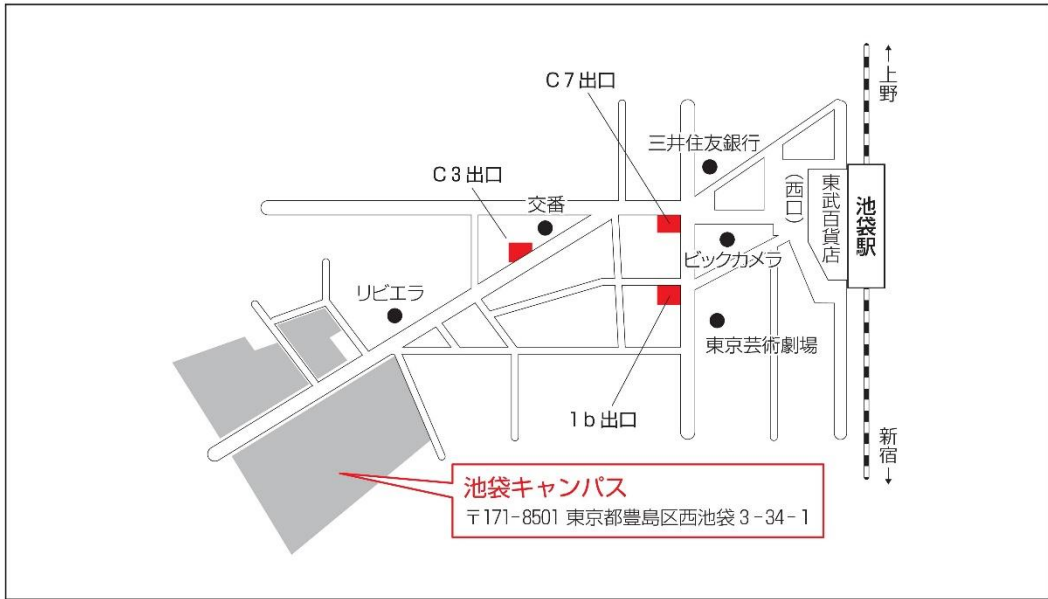 ↑上野
C7出口
三井住友銀行
C3出口
交番
(西口)
東武百貨店
池袋駅
ビックカメラ
リビエラ
東京芸術劇場
1b出口
新宿↓
池袋キャンパス
〒171-8501 東京都豊島区西池袋3-34-1